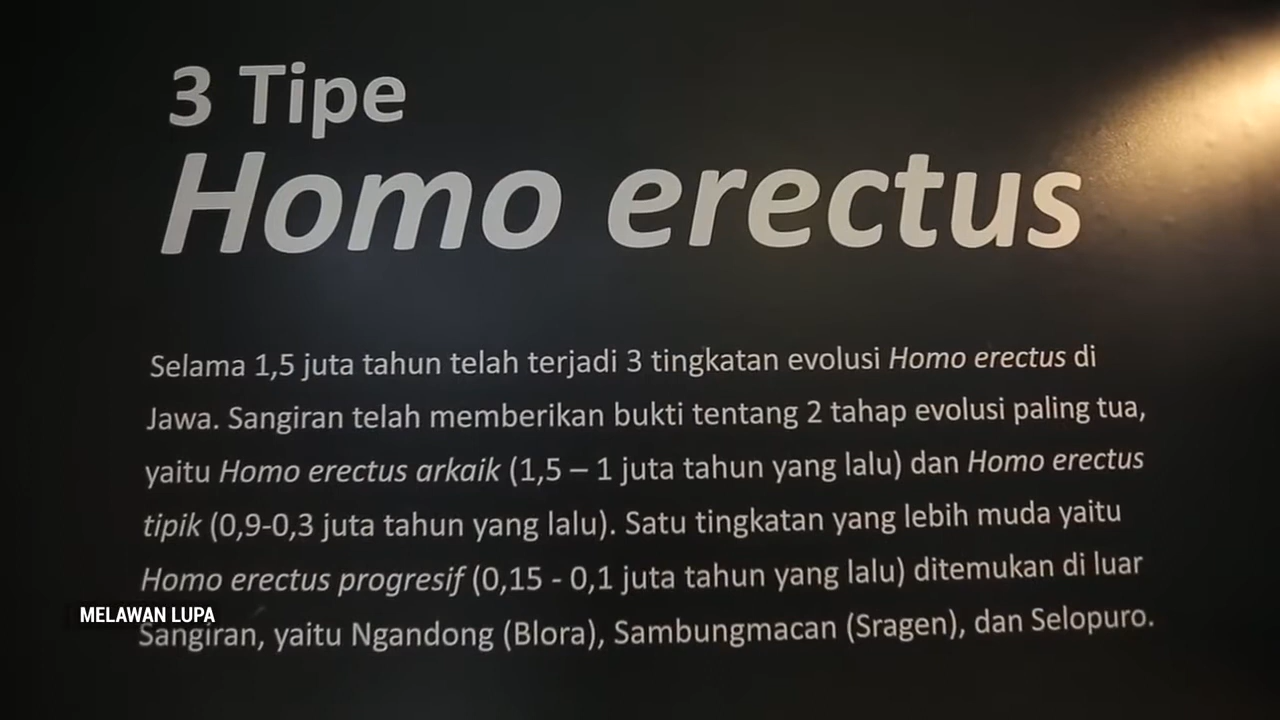 3 Tipe
Homo erectus
Selama 1,5 juta tahun telah terjadi 3 tingkatan evolusi Homo erectus di
Jawa. Sangiran telah memberikan bukti tentang 2 tahap evolusi paling tua,
yaitu Homo erectus arkaik (1,5 – 1 juta tahun yang lalu) dan Homo erectus
tipik (0,9-0,3 juta tahun yang lalu). Satu tingkatan yang lebih muda yaitu
Homo erectus progresif (0,15 - 0,1 juta tahun yang lalu) ditemukan di luar
MELAWAN LUPA
Sangiran, yaitu Ngandong (Blora), Sambungmacan (Sragen), dan Selopuro.